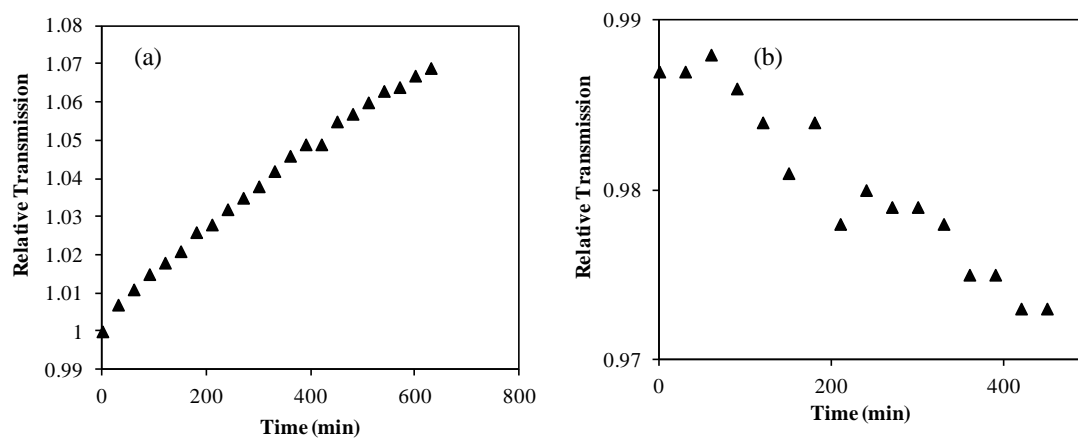 (a)
Relative Transmission
1.08
1.07
1.06
1.05
1.04
1.03
1.02
1.01
1
0.99
0 200 400 600 800
Time (min)
(b)
Relative Transmission
0.99
0.98
0.97
0 200 400
Time (min)